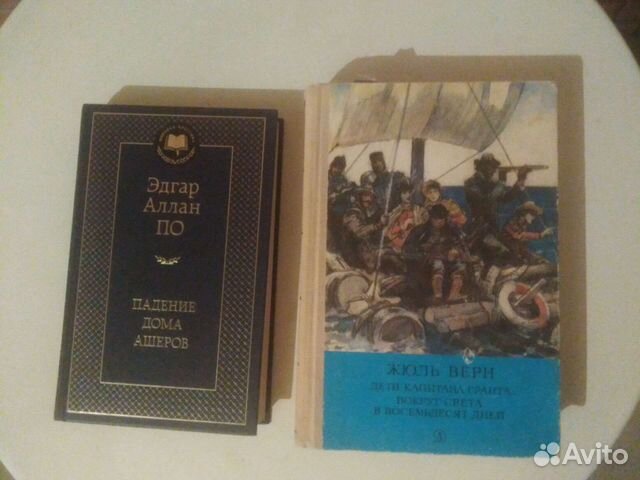 Эдгар
Аллан
ПО
ПАДЕНИЕ
ДОМА
АШЕРОВ
ЖЮЛЬ ВЕРН
ДЕТИ КАПИТАНА ГРАНТА
ВОКРУГ СВЕТА
В ВОСЕМЬДЕСЯТ ДНЕЙ
Avito